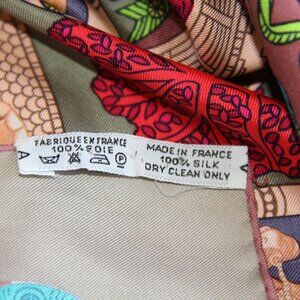 FABRIQUE EN FRANCE
100% SOIE
MADE IN FRANCE
100% SILK
DRY CLEAN ONLY